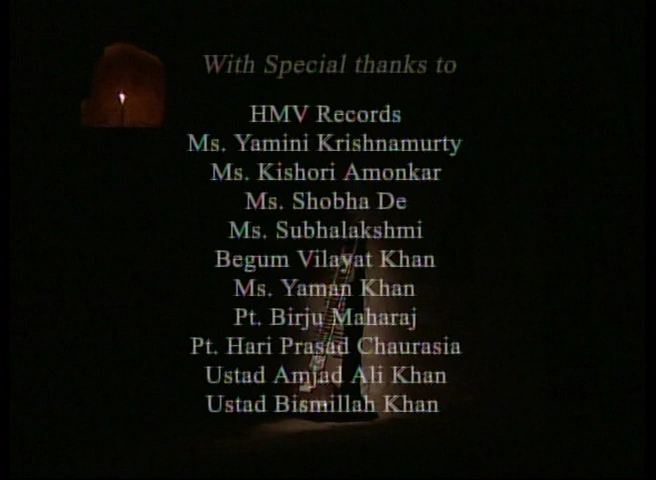 With Special thanks to
HMV Records
Ms. Yamini Krishnamurty
Ms. Kishori Amonkar
Ms. Shobha De
Ms. Subhalakshmi
Begum Vilayat Khan
Ms. Yaman Khan
Pt. Birju Maharaj
Pt. Hari Prasad Chaurasia
Ustad Amjad Ali Khan
Ustad Bismillah Khan